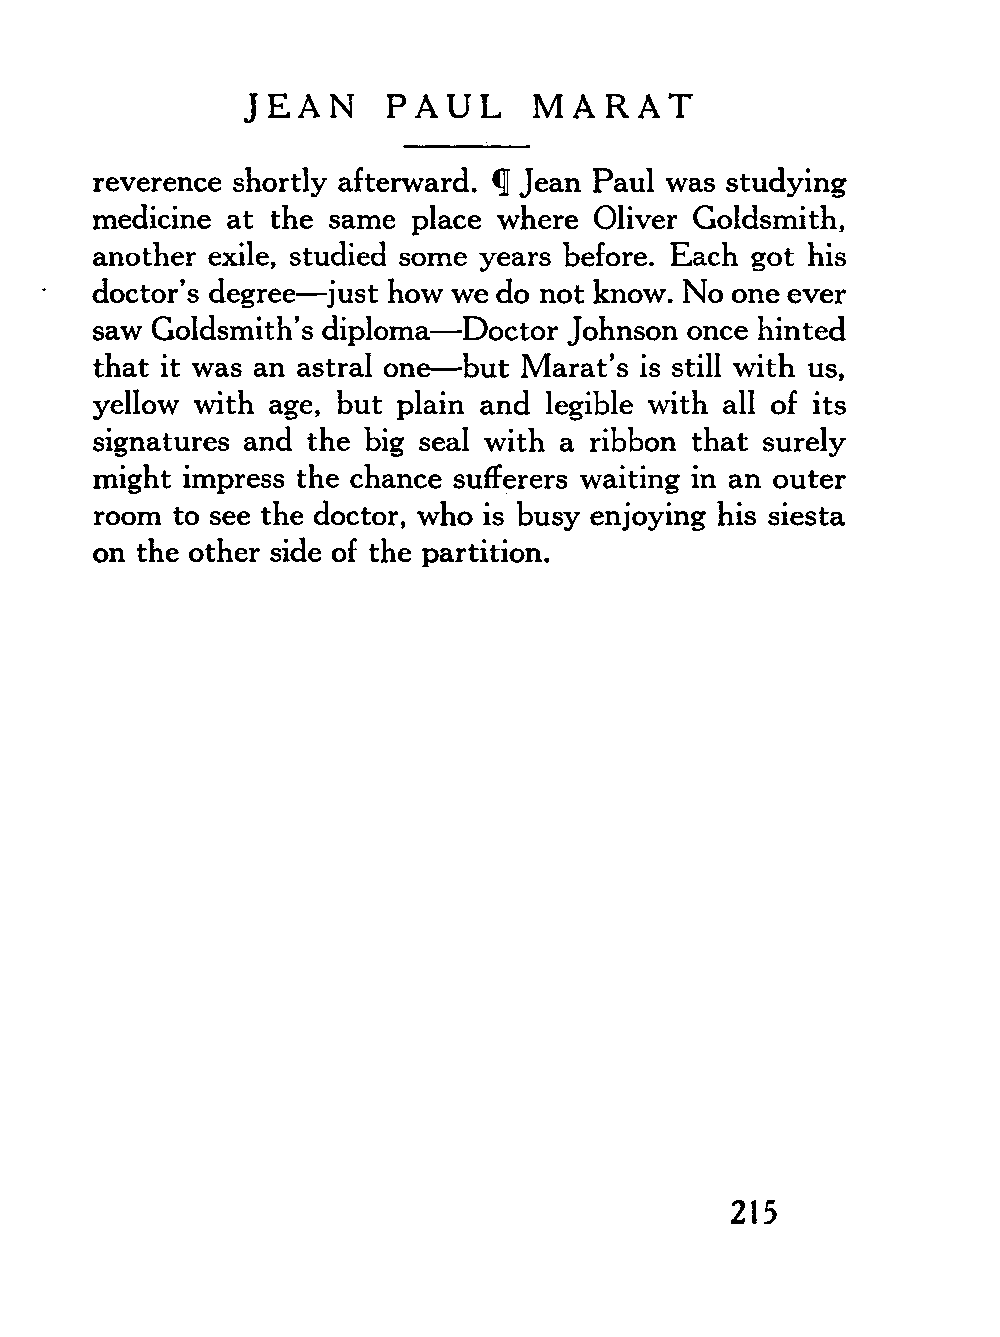 JEAN PAUL MARAT
reverence shortly afterward. ¶ Jean Paul was studying
medicine at the same place where Oliver Goldsmith,
another exile, studied some years before. Each got his
doctor's degree—just how we do not know. No one ever
saw Goldsmith's diploma—Doctor Johnson once hinted
that it was an astral one—but Marat's is still with us,
yellow with age, but plain and legible with all of its
signatures and the big seal with a ribbon that surely
might impress the chance sufferers waiting in an outer
room to see the doctor, who is busy enjoying his siesta
on the other side of the partition.
215